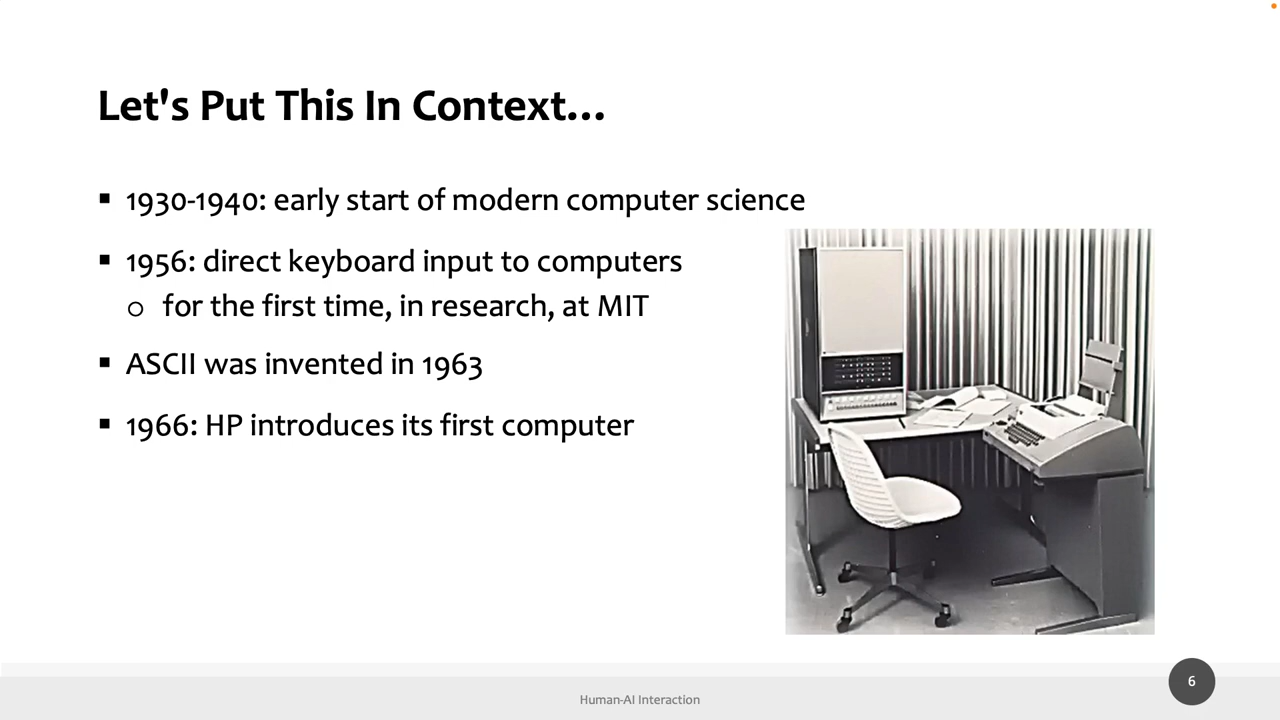 Let's Put This In Context...
▪ 1930-1940: early start of modern computer science
▪ 1956: direct keyboard input to computers
o for the first time, in research, at MIT
▪ ASCII was invented in 1963
▪ 1966: HP introduces its first computer
Human-AI Interaction
6